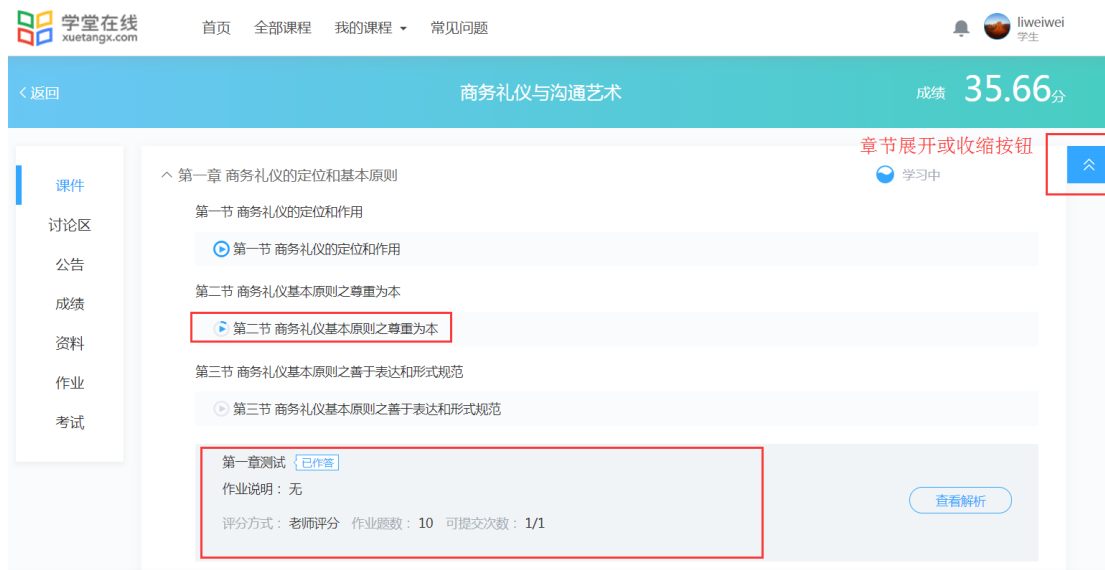 学堂在线
xuetangx.com
首页 全部课程 我的课程 常见问题
liweiwei
学生
返回 商务礼仪与沟通艺术 成绩 35.66分
章节展开或收缩按钮
课件
讨论区
公告
成绩
资料
作业
考试
第一章 商务礼仪的定位和基本原则 学习中
第一节 商务礼仪的定位和作用
第一节 商务礼仪的定位和作用
第二节 商务礼仪基本原则之尊重为本
第二节 商务礼仪基本原则之尊重为本
第三节 商务礼仪基本原则之善于表达和形式规范
第三节 商务礼仪基本原则之善于表达和形式规范
第一章测试 已作答
作业说明：无
查看解析
评分方式：老师评分 作业题数：10 可提交次数：1/1